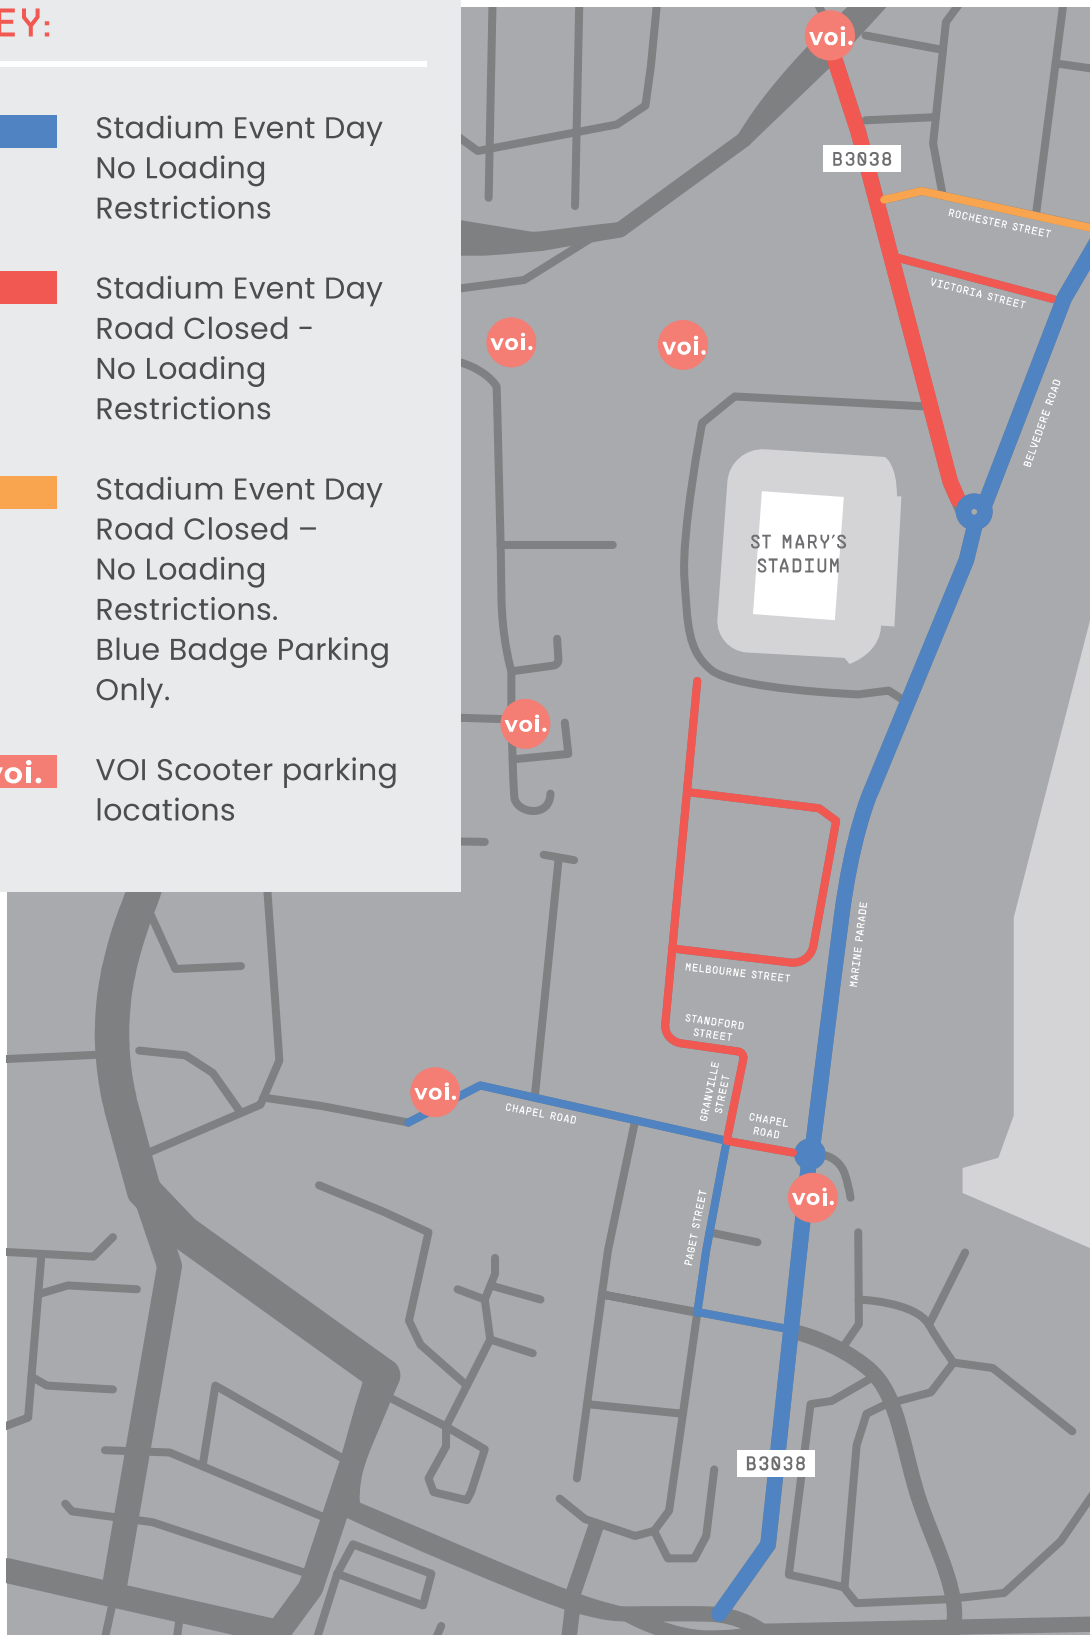 EY:
Stadium Event Day
No Loading
Restrictions
Stadium Event Day
Road Closed -
No Loading
Restrictions
Stadium Event Day
Road Closed –
No Loading
Restrictions.
Blue Badge Parking
Only.
voi.
VOI Scooter parking
locations
voi.
B3038
ROCHESTER STREET
VICTORIA STREET
voi.
voi.
BELVEDERE ROAD
ST MARY'S
STADIUM
voi.
MARINE PARADE
MELBOURNE STREET
STANDFORD
STREET
GRANVILLE
STREET
voi.
CHAPEL ROAD
CHAPEL
ROAD
voi.
PAGET STREET
B3038